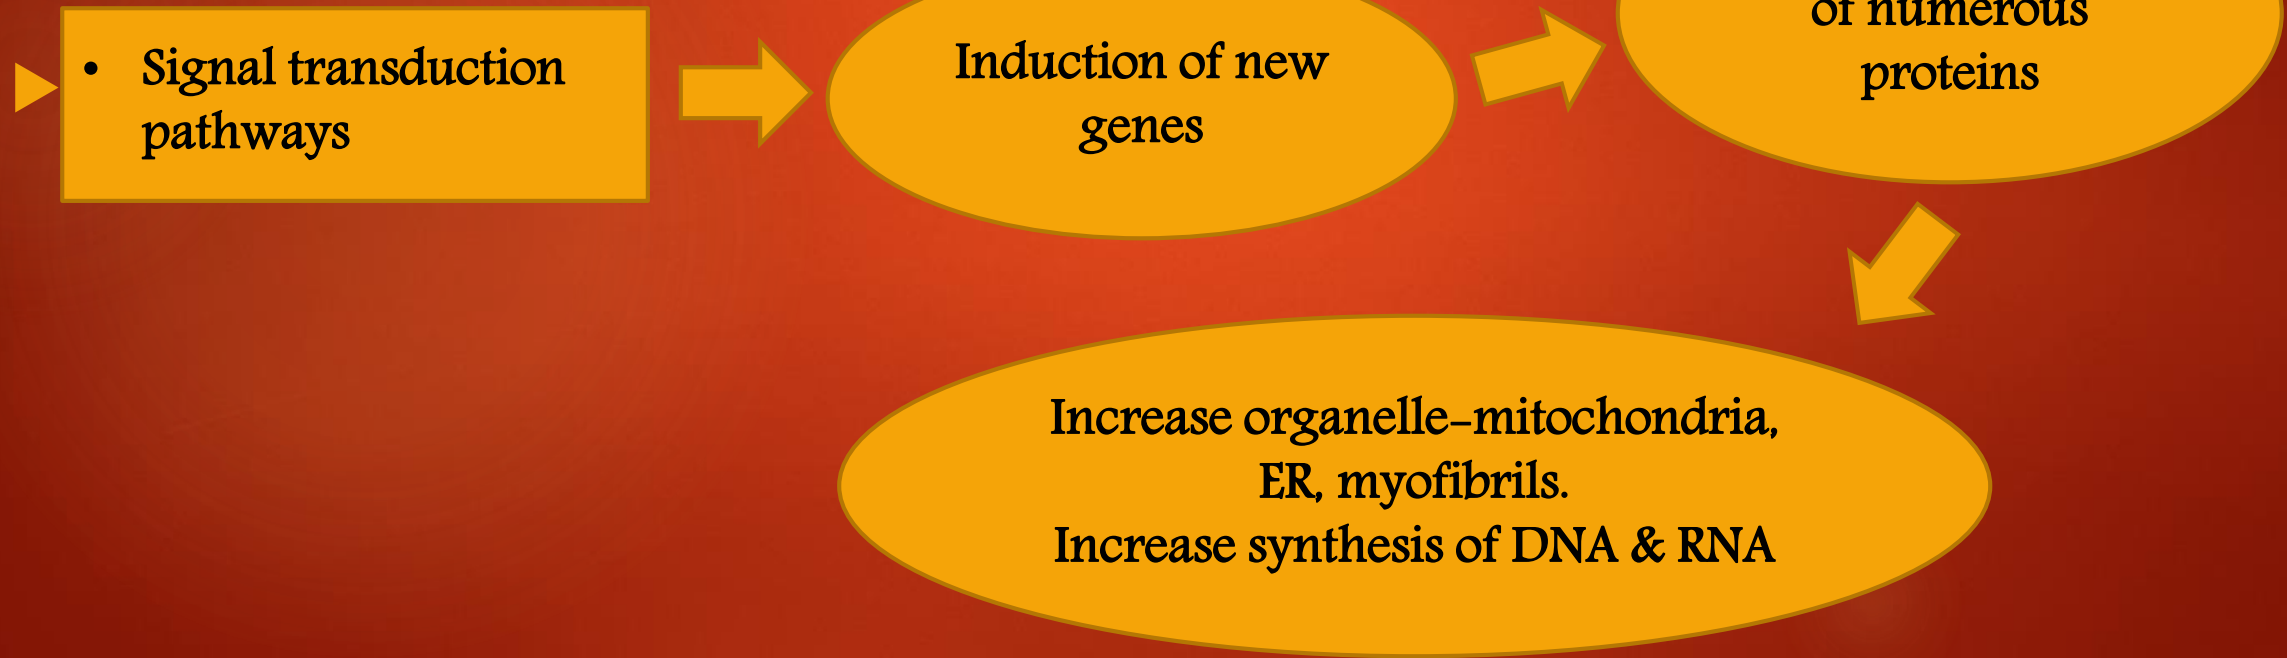 • Signal transduction
pathways
Induction of new
genes
of numerous
proteins
Increase organelle-mitochondria,
ER, myofibrils.
Increase synthesis of DNA & RNA